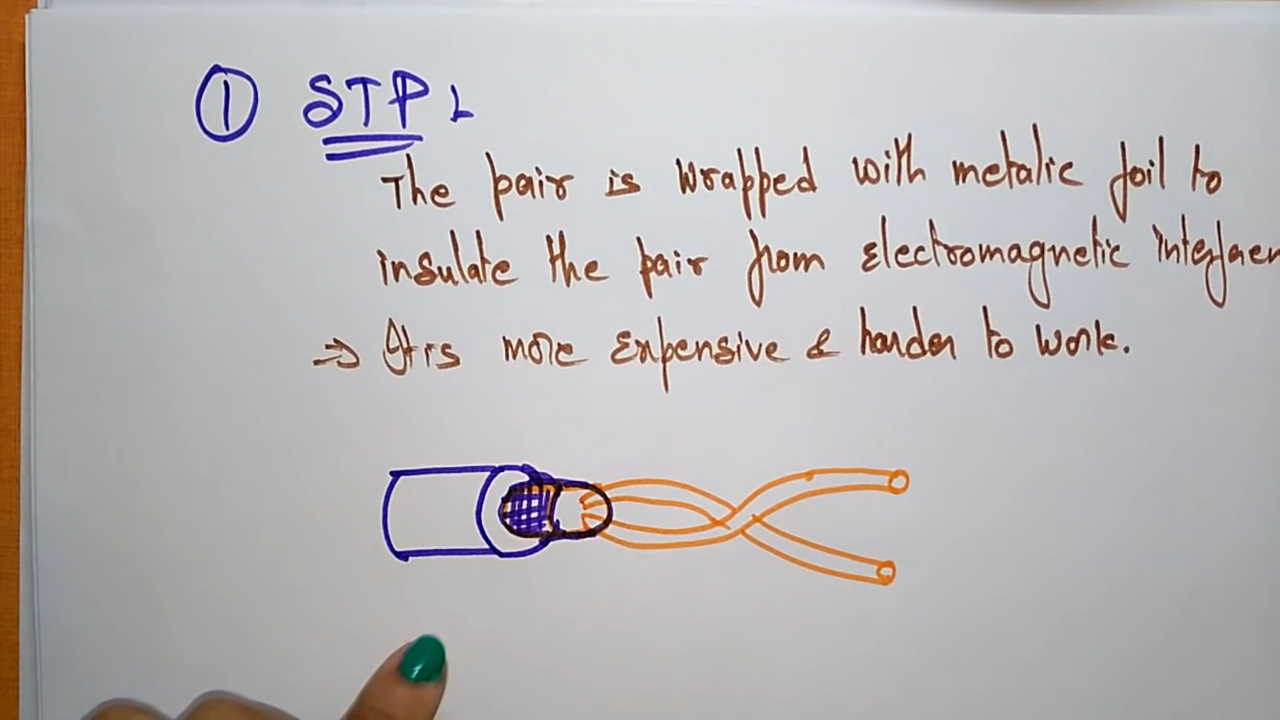 ① STP :
The pair is wrapped with metalic foil to
insulate the pair from Electromagnetic
⇒ It is more Expensive & harder to work.